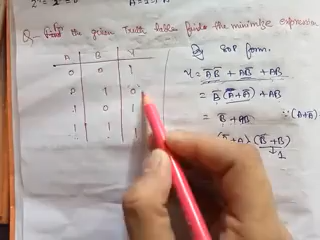 Q - Find the given Truth table finds the minimize expression
A B Y
0 0 1
0 1 0
1 0 1
1 1 1
By SOP form.
Y = A̅B̅ + AB̅ + AB
= B̅ (A̅+A) + AB
= B̅ + AB
∵ (A+A̅)
(B̅+A) (B̅+B)
↓
1